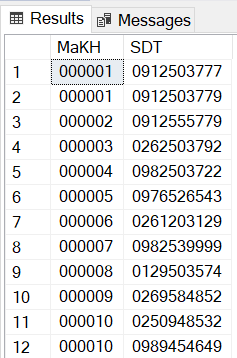 Results Messages
MaKH SDT
1 000001 0912503777
2 000001 0912503779
3 000002 0912555779
4 000003 0262503792
5 000004 0982503722
6 000005 0976526543
7 000006 0261203129
8 000007 0982539999
9 000008 0129503574
10 000009 0269584852
11 000010 0250948532
12 000010 0989454649